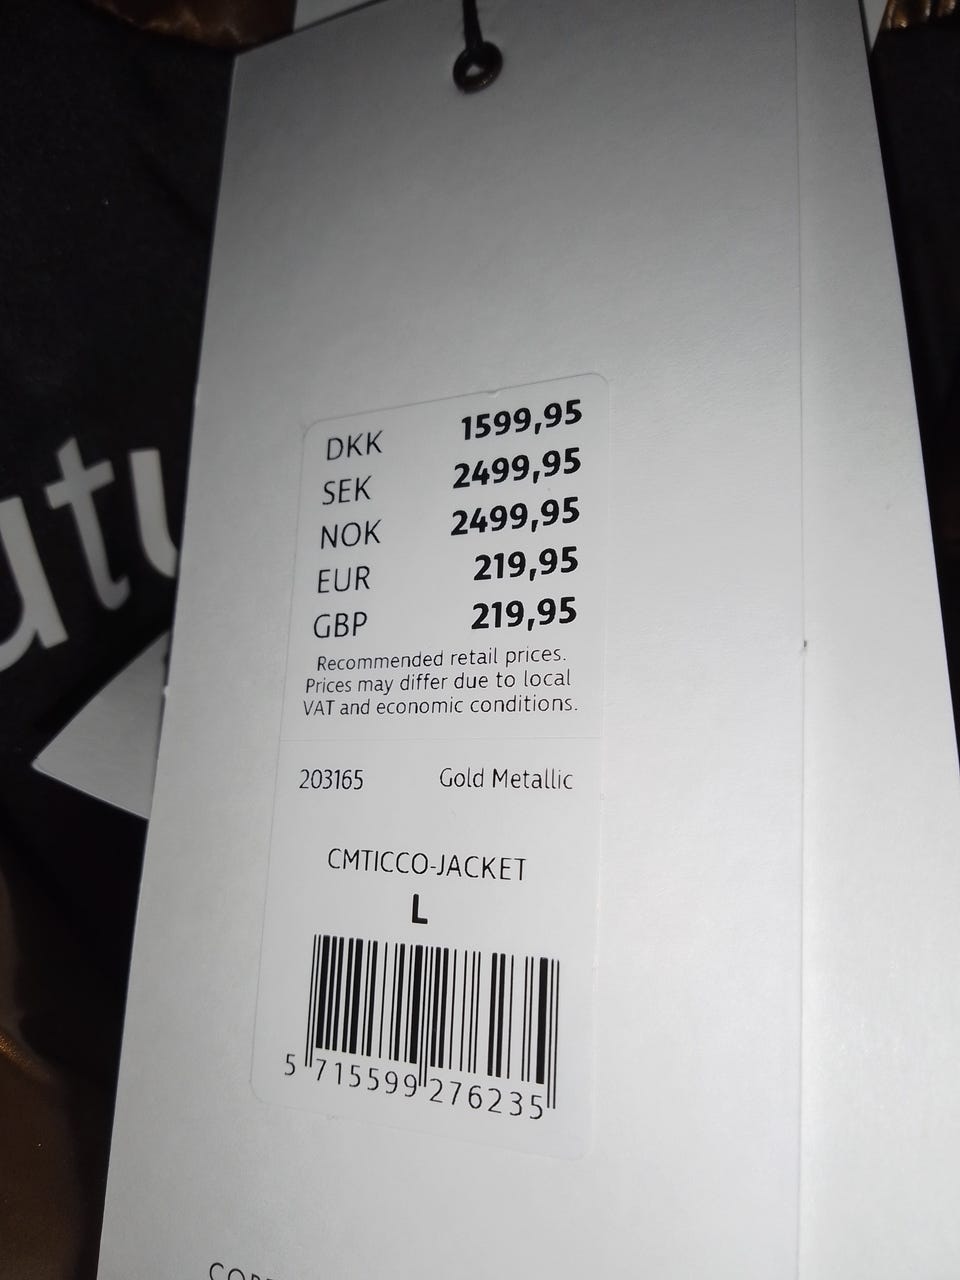 DKK 1599,95
SEK 2499,95
NOK 2499,95
EUR 219,95
GBP 219,95
Recommended retail prices.
Prices may differ due to local
VAT and economic conditions.
203165 Gold Metallic
CMTICCO-JACKET
L
5 715599 276235